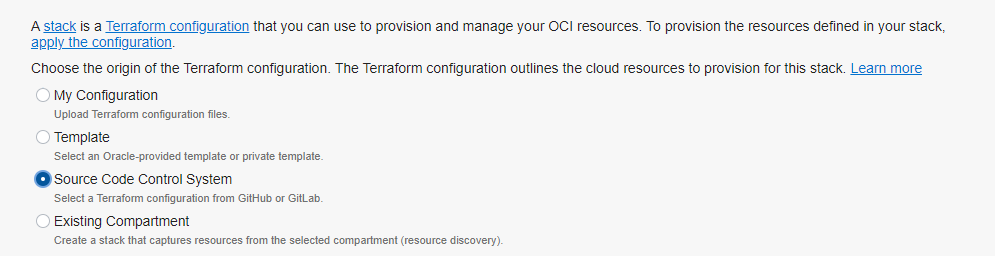 A stack is a Terraform configuration that you can use to provision and manage your OCI resources. To provision the resources defined in your stack,
apply the configuration.
Choose the origin of the Terraform configuration. The Terraform configuration outlines the cloud resources to provision for this stack. Learn more
My Configuration
Upload Terraform configuration files.
Template
Select an Oracle-provided template or private template.
Source Code Control System
Select a Terraform configuration from GitHub or GitLab.
Existing Compartment
Create a stack that captures resources from the selected compartment (resource discovery).